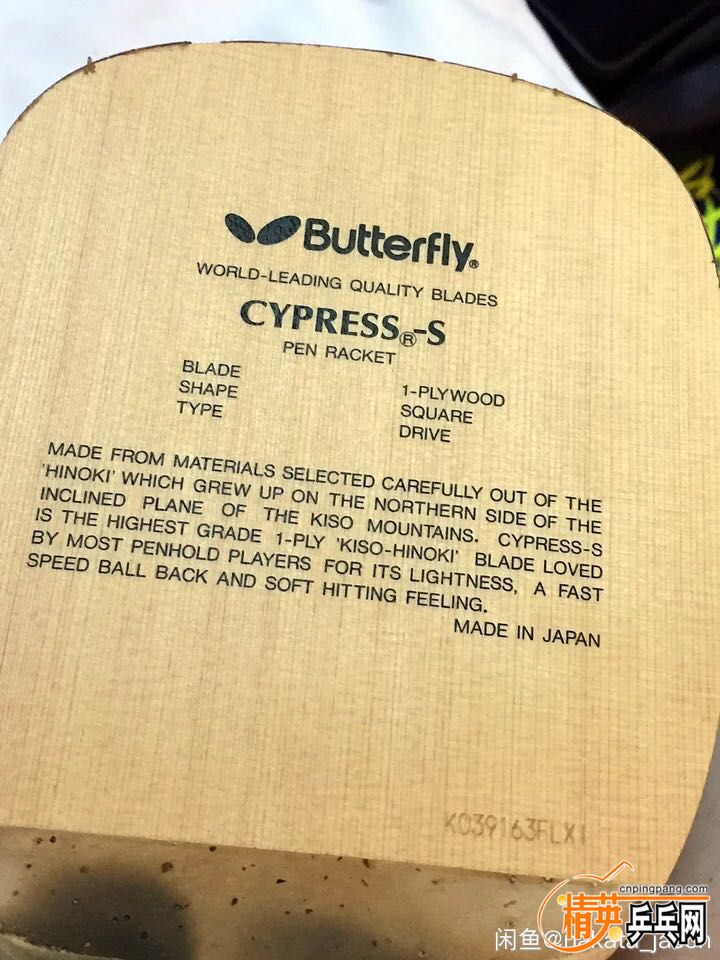 Butterfly®
WORLD-LEADING QUALITY BLADES
CYPRESS®-S
PEN RACKET
BLADE 1-PLYWOOD
SHAPE SQUARE
TYPE DRIVE
MADE FROM MATERIALS SELECTED CAREFULLY OUT OF THE
'HINOKI' WHICH GREW UP ON THE NORTHERN SIDE OF THE
INCLINED PLANE OF THE KISO MOUNTAINS. CYPRESS-S
IS THE HIGHEST GRADE 1-PLY 'KISO-HINOKI' BLADE LOVED
BY MOST PENHOLD PLAYERS FOR ITS LIGHTNESS, A FAST
SPEED BALL BACK AND SOFT HITTING FEELING.
MADE IN JAPAN
K039163FLX1
cnpingpang.com
精英乒乓网
闲鱼@